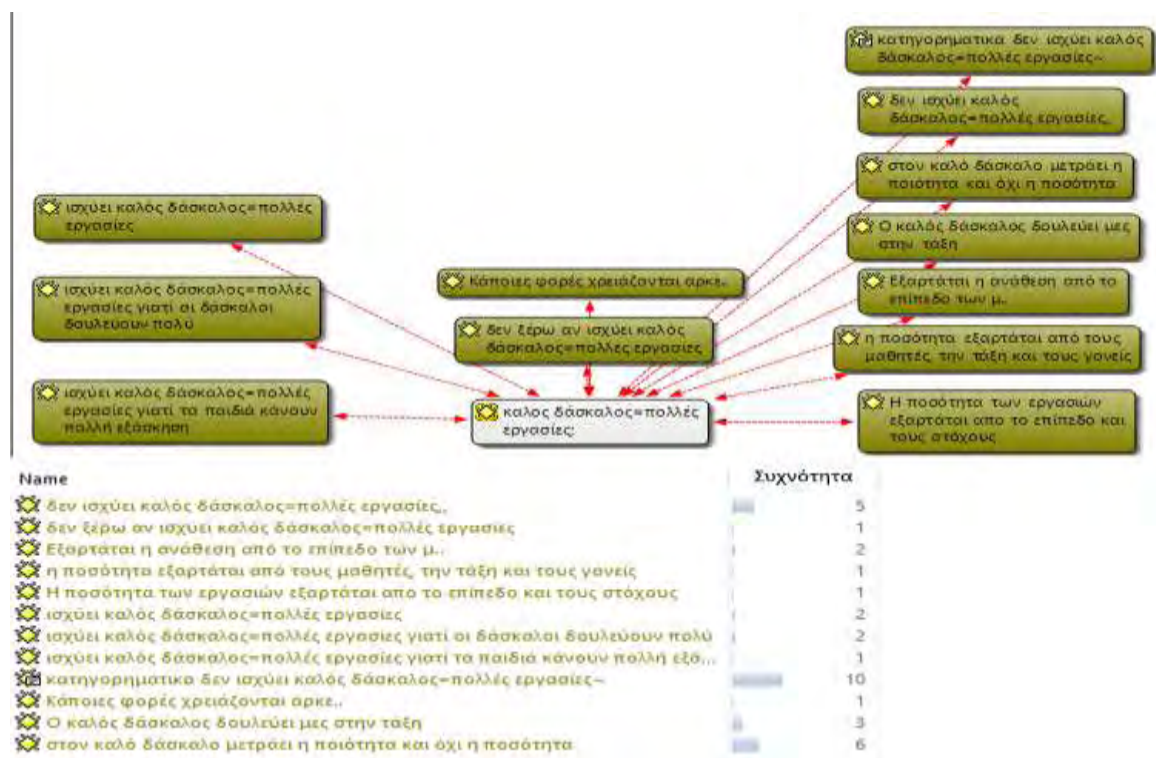 κατηγορηματικα δεν ισχύει καλός
δάσκαλος=πολλές εργασίες~
δεν ισχύει καλός
δάσκαλος=πολλές εργασίες,,
στον καλό δάσκαλο μετράει η
ποιότητα και όχι η ποσότητα
ισχύει καλός δάσκαλος=πολλές
εργασίες
Ο καλός δάσκαλος δουλεύει μες
στην τάξη
Κάποιες φορές χρειάζονται αρκε..
Εξαρτάται η ανάθεση από το
επίπεδο των μ..
ισχύει καλός δάσκαλος=πολλές
εργασίες γιατί οι δάσκαλοι
δουλεύουν πολύ
δεν ξέρω αν ισχύει καλός
δάσκαλος=πολλες εργασίες
η ποσότητα εξαρτάται από τους
μαθητές, την τάξη και τους γονείς
ισχύει καλός δάσκαλος=πολλές
εργασίες γιατί τα παιδιά κάνουν
πολλή εξάσκηση
καλος δάσκαλος=πολλές
εργασίες;
Η ποσότητα των εργασιών
εξαρτάται απο το επίπεδο και
τους στόχους
Name Συχνότητα
δεν ισχύει καλός δάσκαλος=πολλές εργασίες,, 5
δεν ξέρω αν ισχυει καλός δάσκαλος=πολλές εργασιες 1
Εξαρτάται η ανάθεση από το επίπεδο των μ.. 2
η ποσότητα εξαρτάται από τους μαθητές, την τάξη και τους γονείς 1
Η ποσότητα των εργασιών εξαρτάται απο το επίπεδο και τους στόχους 1
ισχύει καλός δάσκαλος=πολλές εργασίες 2
ισχύει καλός δάσκαλος=πολλές εργασίες γιατί οι δάσκαλοι δουλεύουν πολύ 2
ισχύει καλός δάσκαλος=πολλές εργασίες γιατί τα παιδιά κάνουν πολλή εξά... 1
κατηγορηματικα δεν ισχύει καλός δάσκαλος=πολλές εργασίες~ 10
Κάποιες φορές χρειάζονται αρκε.. 1
Ο καλός δάσκαλος δουλεύει μες στην τάξη 3
στον καλό δάσκαλο μετράει η ποιότητα και όχι η ποσότητα 6